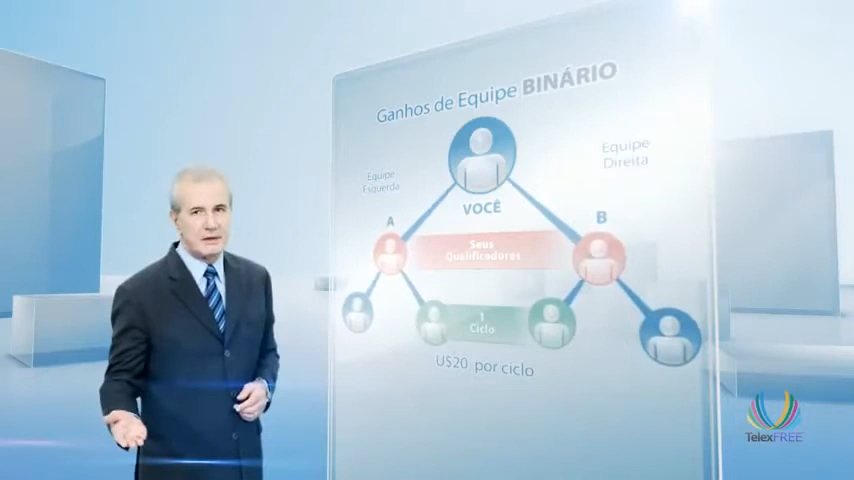 Ganhos de Equipe BINÁRIO
Equipe
Esquerda
Equipe
Direita
VOCÊ
A
B
Seus
Qualificadores
1
Ciclo
U$20 por ciclo
TelexFREE